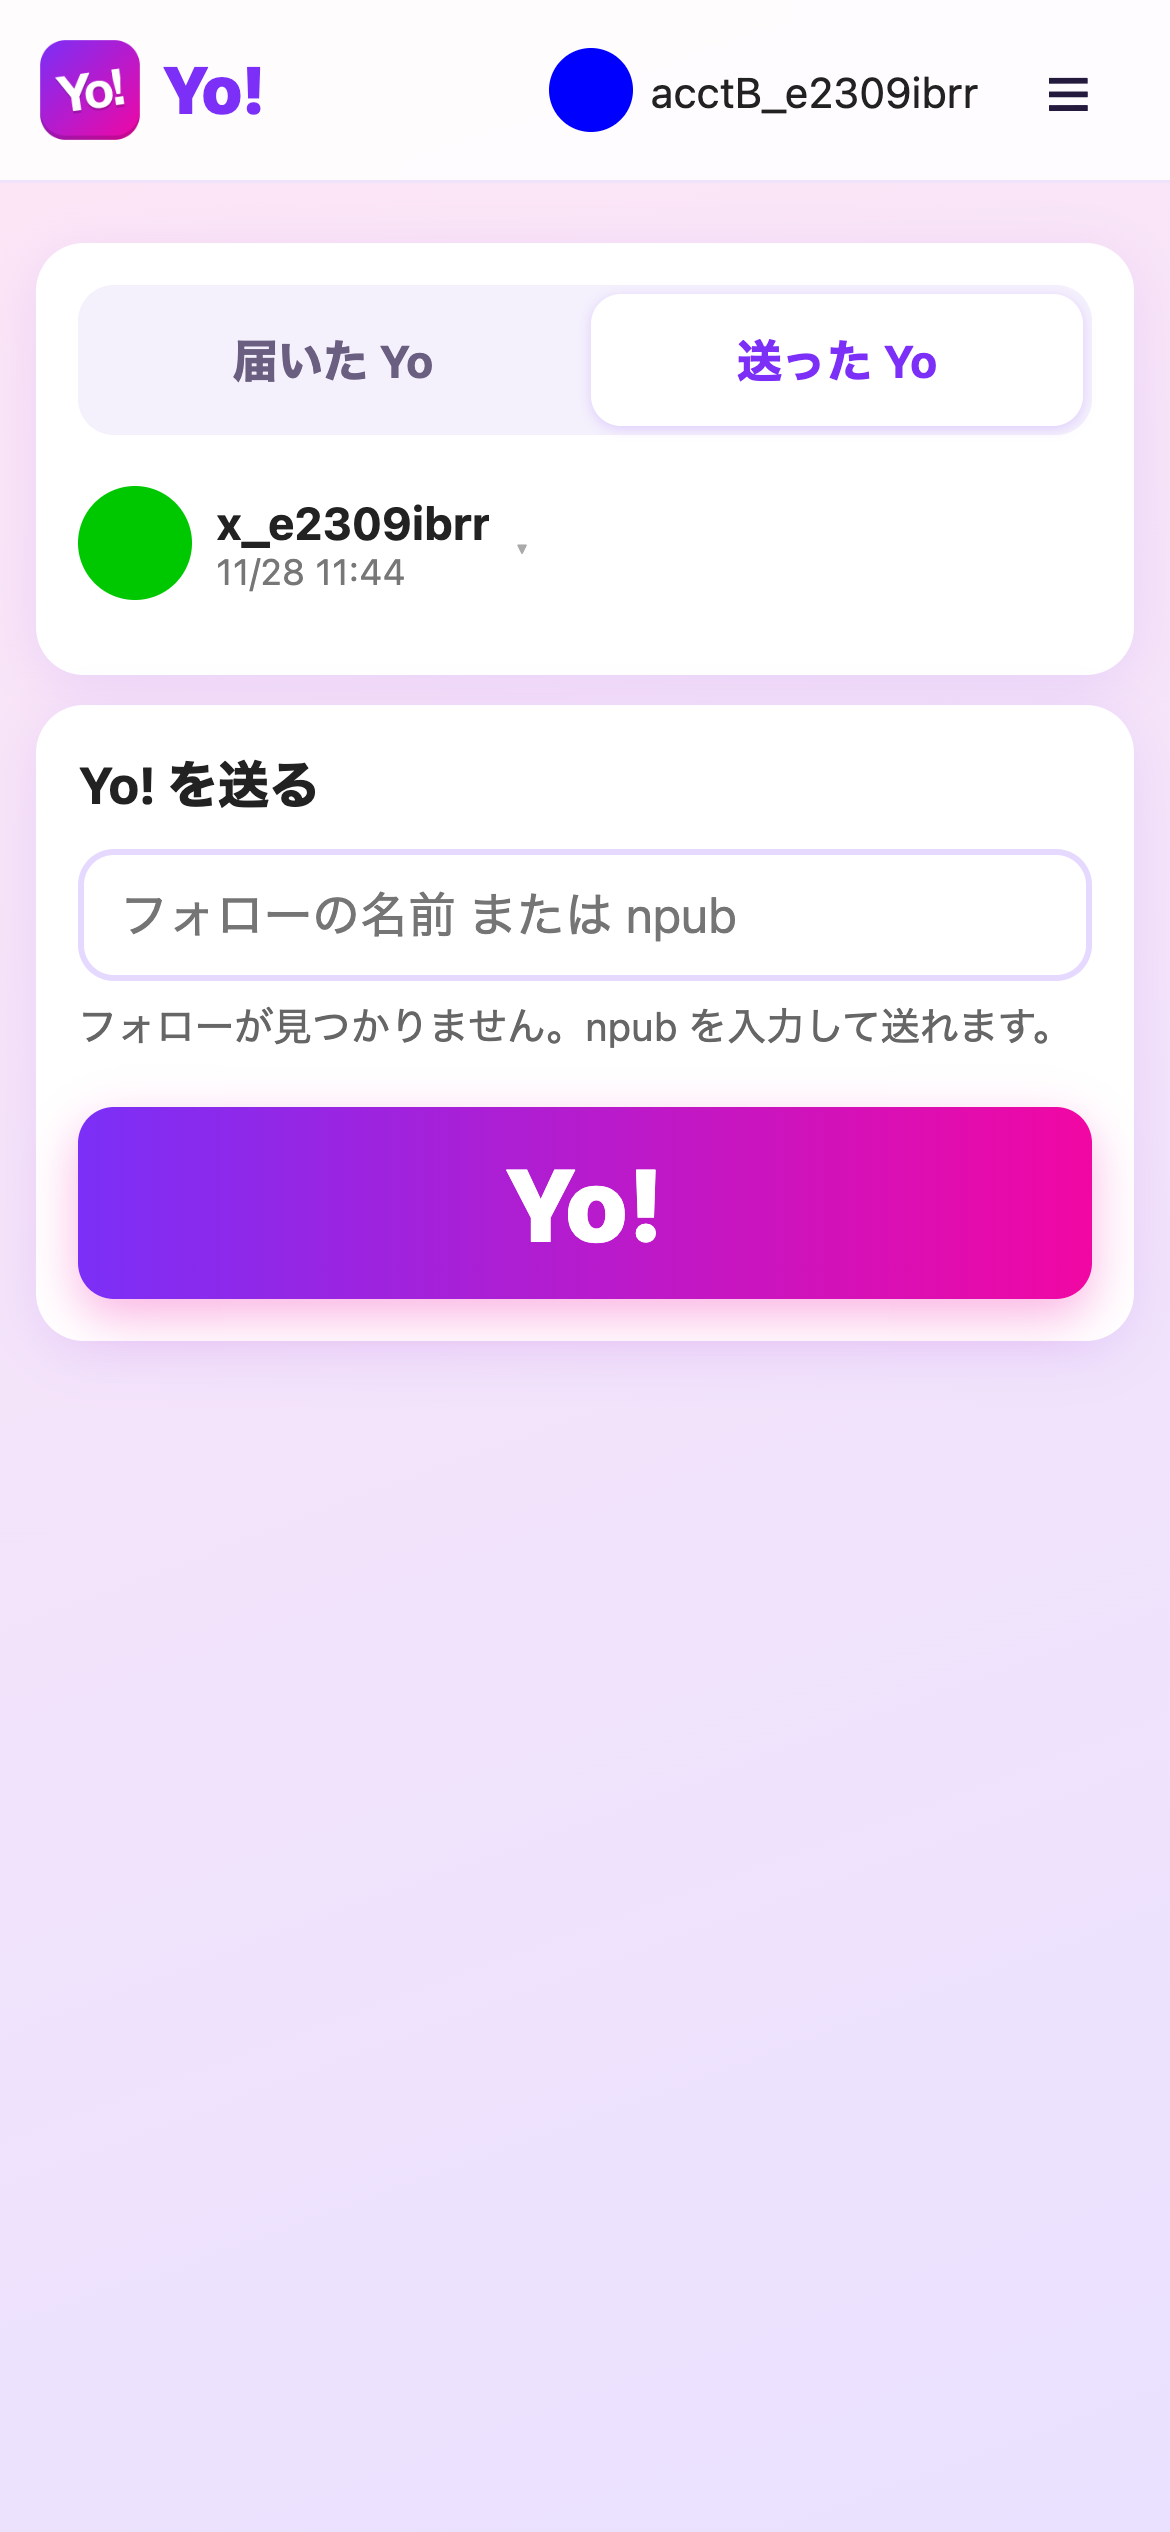 Yo! Yo! acctB_e2309ibrr
届いた Yo 送った Yo
x_e2309ibrr
11/28 11:44
Yo! を送る
フォローの名前 または npub
フォローが見つかりません。npub を入力して送れます。
Yo!